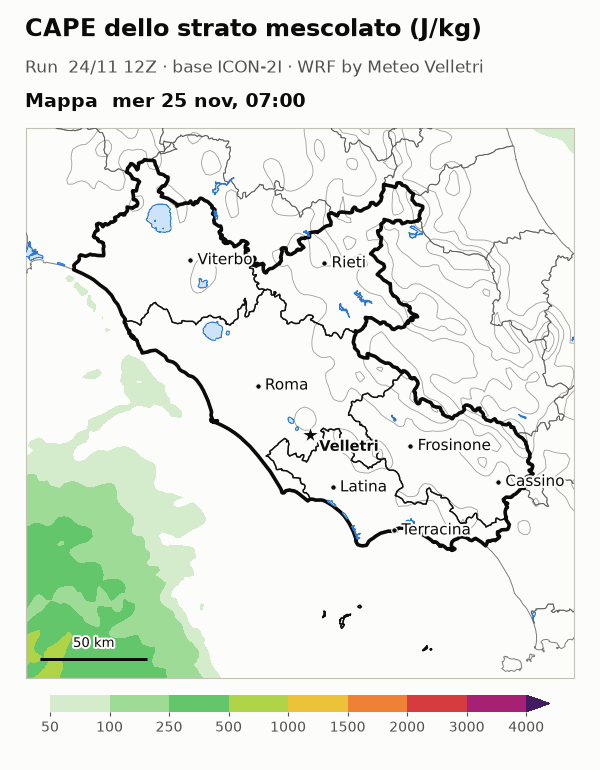 CAPE dello strato mescolato (J/kg)
Run  24/11 12Z · base ICON-2I · WRF by Meteo Velletri
Mappa  mer 25 nov, 07:00
Viterbo
Rieti
Roma
Velletri
Frosinone
Latina
Cassino
Terracina
50 km
50 100 250 500 1000 1500 2000 3000 4000